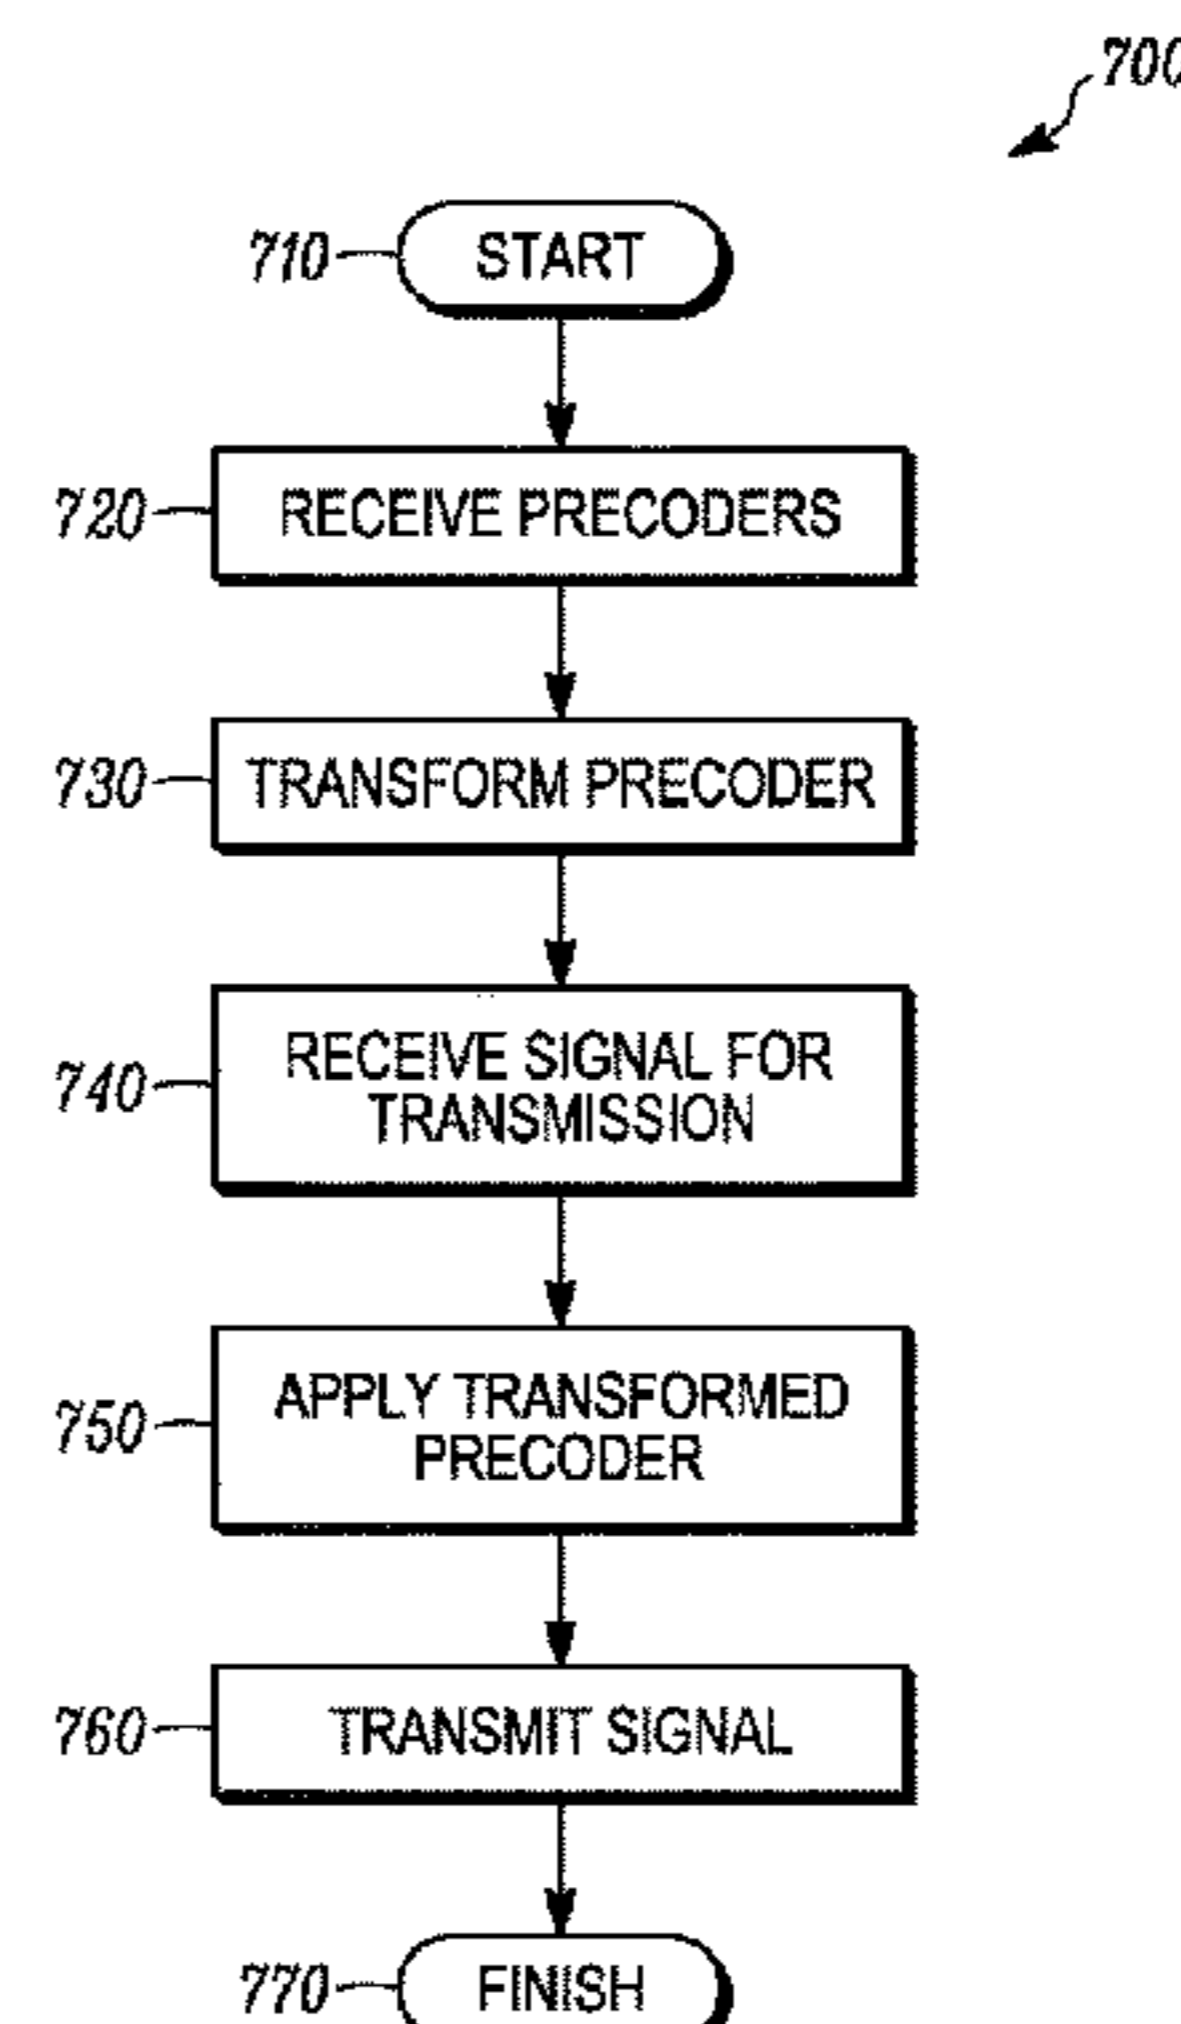 700
710 START
720 RECEIVE PRECODERS
730 TRANSFORM PRECODER
740 RECEIVE SIGNAL FOR
TRANSMISSION
750 APPLY TRANSFORMED
PRECODER
760 TRANSMIT SIGNAL
770 FINISH